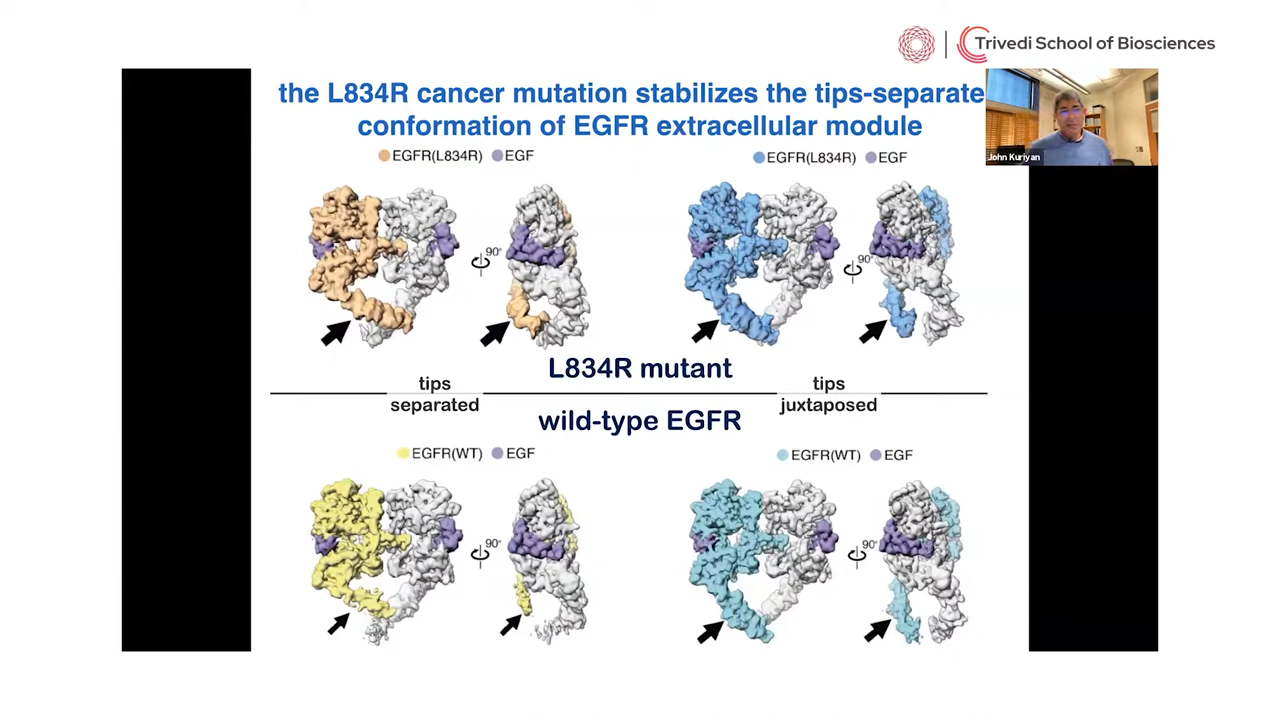 Trivedi School of Biosciences
the L834R cancer mutation stabilizes the tips-separate
conformation of EGFR extracellular module
John Kuriyan
EGFR(L834R) EGF
EGFR(L834R) EGF
90°
90°
L834R mutant
tips
separated
tips
juxtaposed
wild-type EGFR
EGFR(WT) EGF
EGFR(WT) EGF
90°
90°